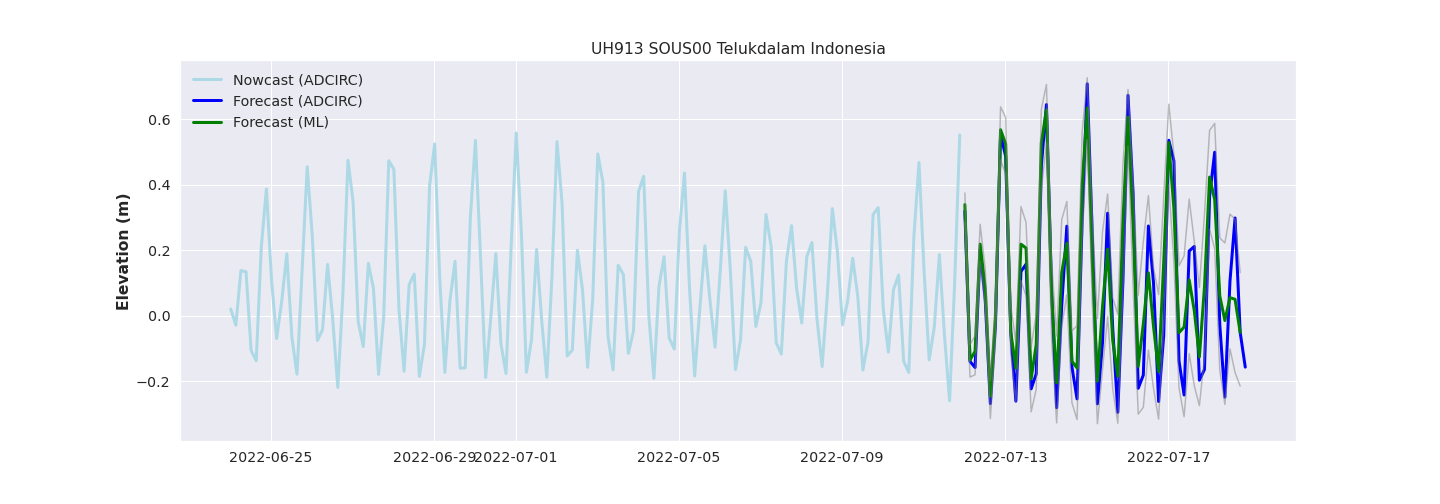 UH913 SOUS00 Telukdalam Indonesia
Nowcast (ADCIRC)
Forecast (ADCIRC)
Forecast (ML)
Elevation (m)
0.6
0.4
0.2
0.0
−0.2
2022-06-25 2022-06-29 2022-07-01 2022-07-05 2022-07-09 2022-07-13 2022-07-17